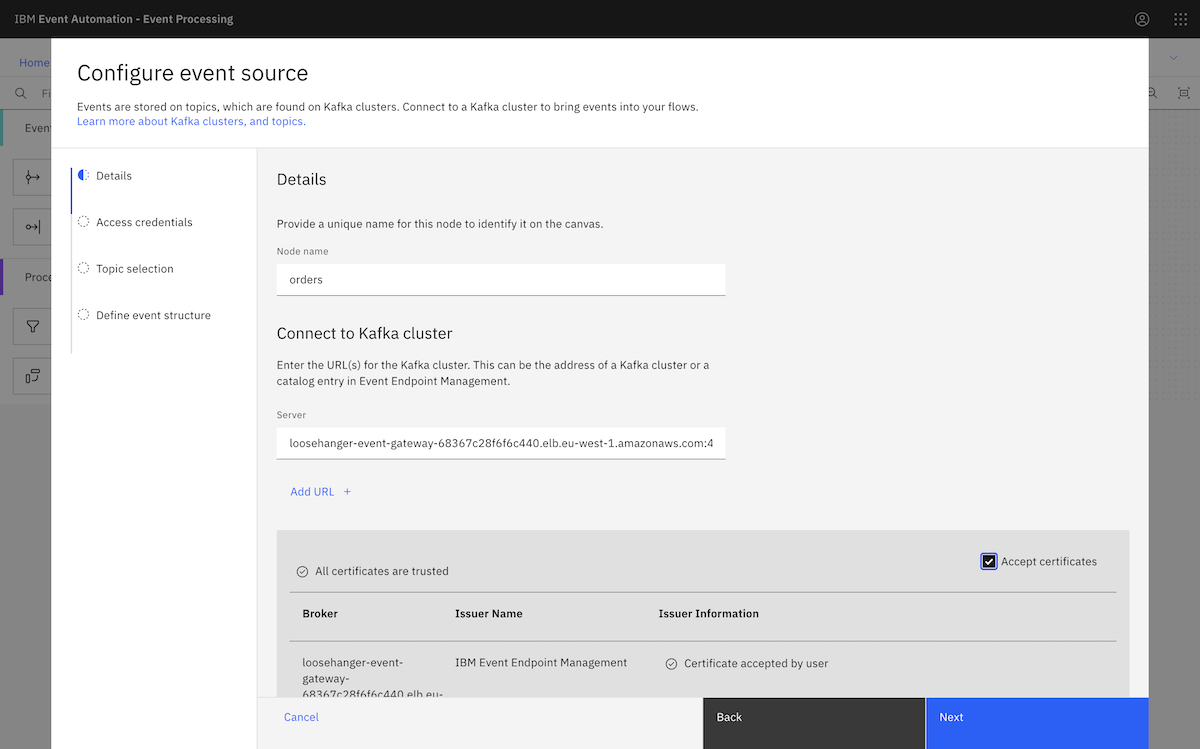 IBM Event Automation - Event Processing
Home
Configure event source
Events are stored on topics, which are found on Kafka clusters. Connect to a Kafka cluster to bring events into your flows.
Learn more about Kafka clusters, and topics.
Details
Access credentials
Topic selection
Define event structure
Details
Provide a unique name for this node to identify it on the canvas.
Node name
orders
Connect to Kafka cluster
Enter the URL(s) for the Kafka cluster. This can be the address of a Kafka cluster or a
catalog entry in Event Endpoint Management.
Server
loosehanger-event-gateway-68367c28f6f6c440.elb.eu-west-1.amazonaws.com:4
Add URL +
All certificates are trusted
Accept certificates
Broker Issuer Name Issuer Information
loosehanger-event-
gateway-
68367c28f6f6c440.elb.eu-
IBM Event Endpoint Management
Certificate accepted by user
Cancel
Back
Next